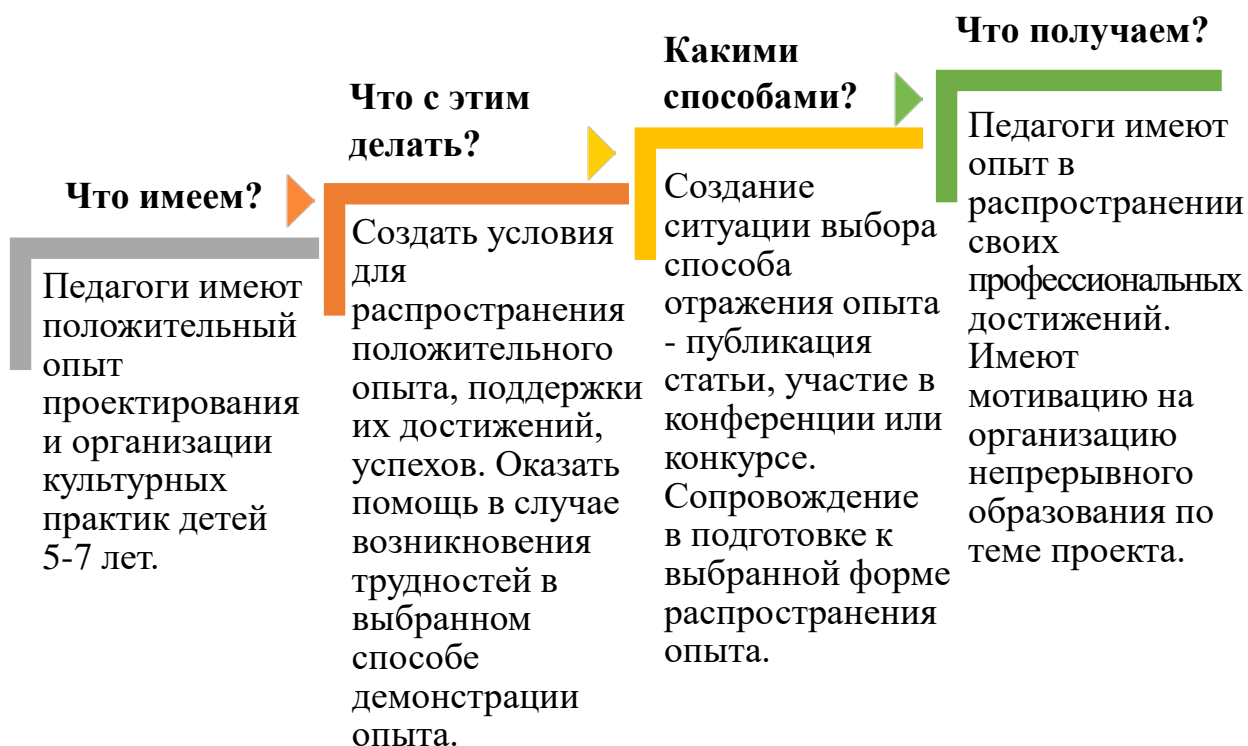 Что имеем?
Педагоги имеют
положительный
опыт
проектирования
и организации
культурных
практик детей
5-7 лет.
Что с этим
делать?
Создать условия
для
распространения
положительного
опыта, поддержки
их достижений,
успехов. Оказать
помощь в случае
возникновения
трудностей в
выбранном
способе
демонстрации
опыта.
Какими
способами?
Создание
ситуации выбора
способа
отражения опыта
- публикация
статьи, участие в
конференции или
конкурсе.
Сопровождение
в подготовке к
выбранной форме
распространения
опыта.
Что получаем?
Педагоги имеют
опыт в
распространении
своих
профессиональных
достижений.
Имеют
мотивацию на
организацию
непрерывного
образования по
теме проекта.